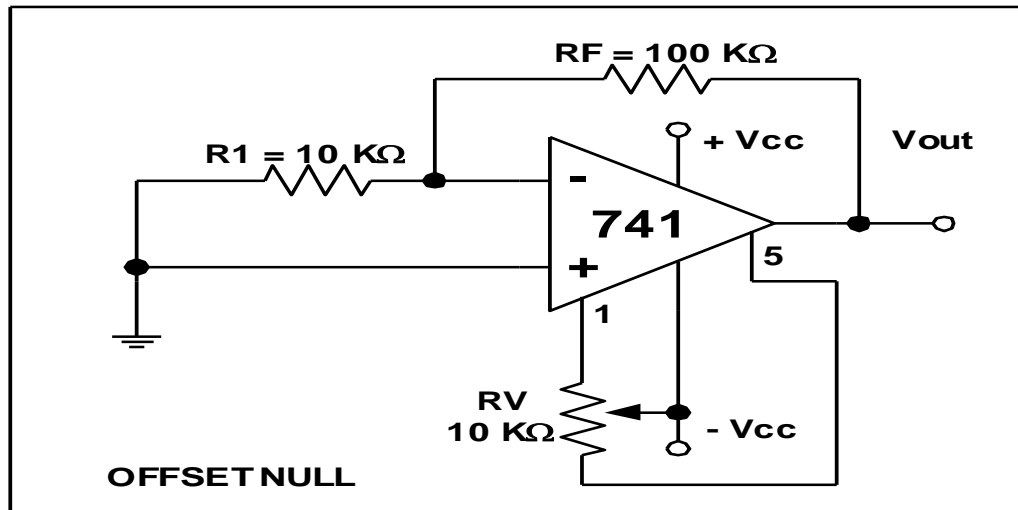 RF = 100 KΩ
R1 = 10 KΩ
+ Vcc
Vout
-
741
+
5
1
RV
10 KΩ
- Vcc
OFFSET NULL